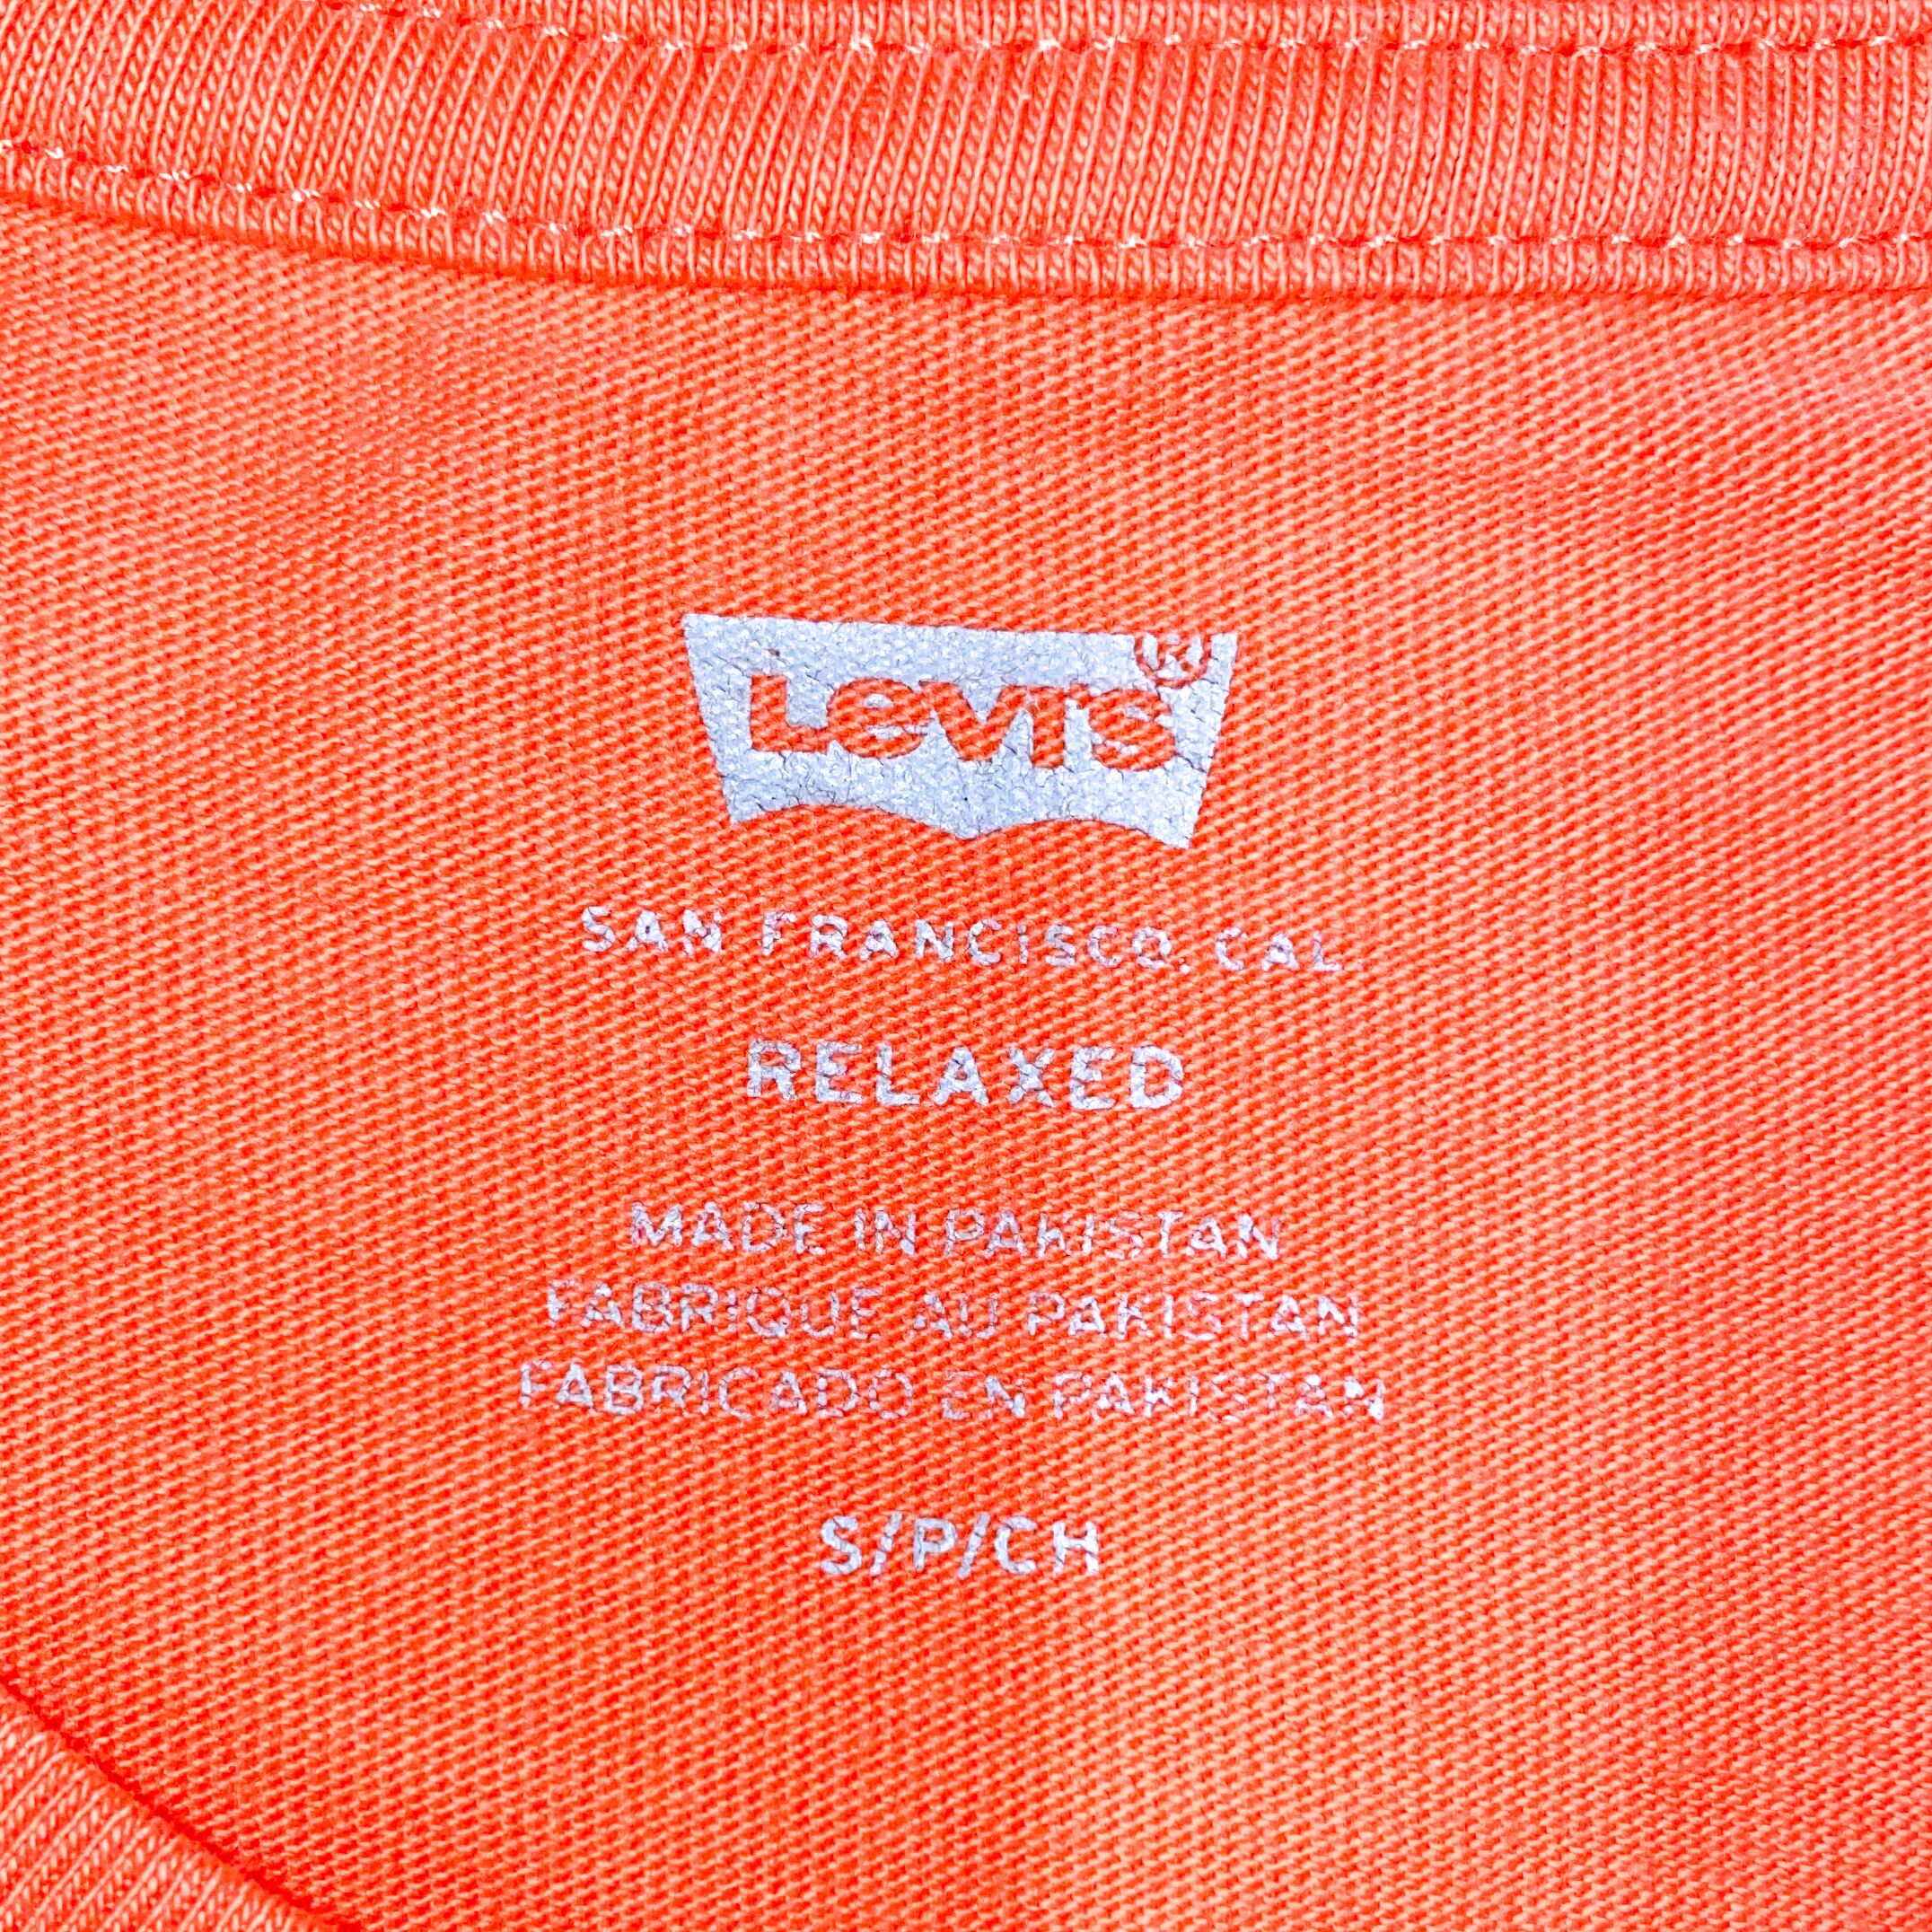 Levi's®
SAN FRANCISCO, CAL
RELAXED
MADE IN PAKISTAN
FABRIQUE AU PAKISTAN
FABRICADO EN PAKISTAN
S/P/CH